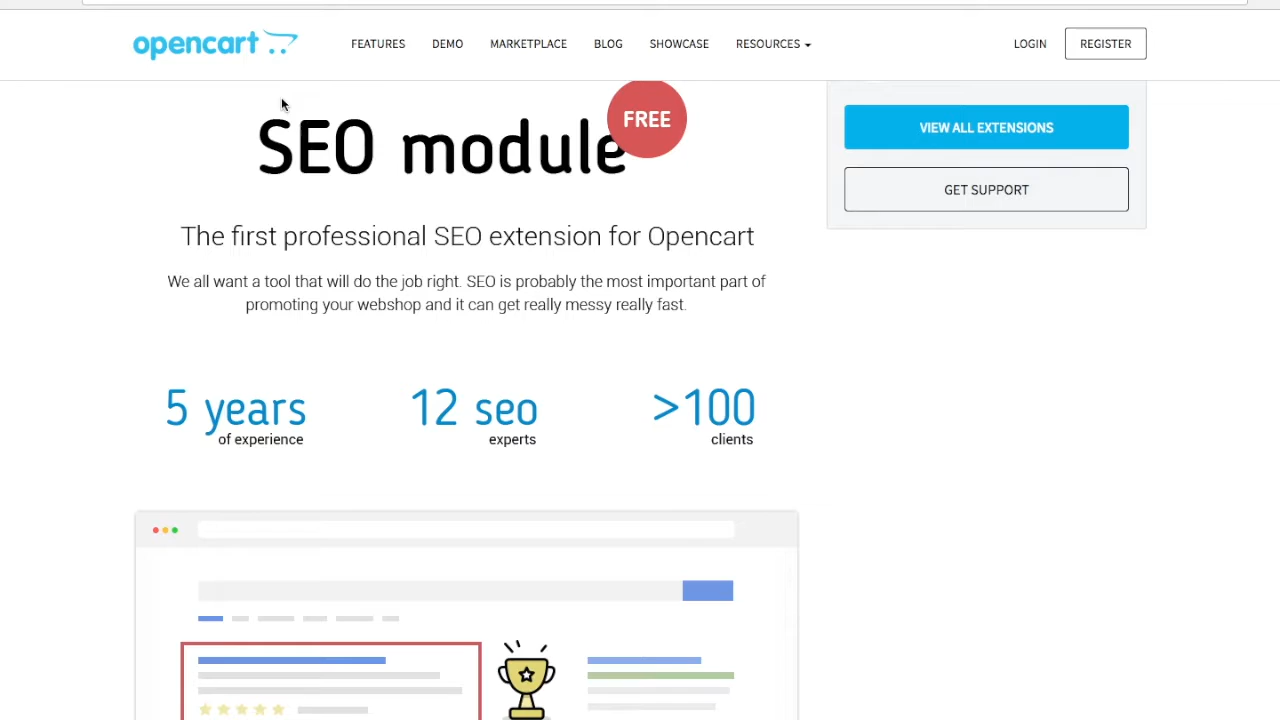 opencart
FEATURES
DEMO
MARKETPLACE
BLOG
SHOWCASE
RESOURCES
LOGIN
REGISTER
SEO module
FREE
VIEW ALL EXTENSIONS
GET SUPPORT
The first professional SEO extension for Opencart
We all want a tool that will do the job right. SEO is probably the most important part of
promoting your webshop and it can get really messy really fast.
5 years
of experience
12 seo
experts
>100
clients